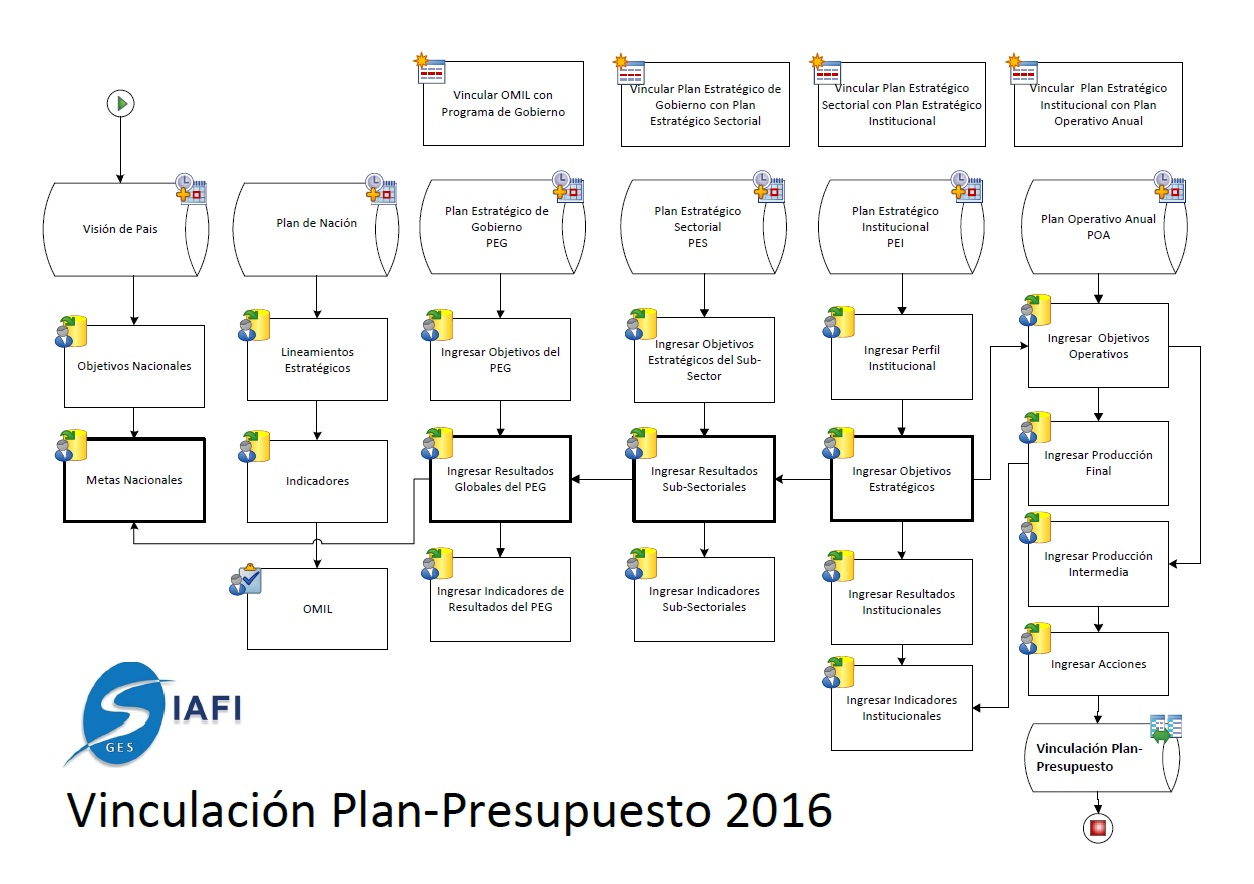 Vincular OMIL con
Programa de Gobierno
Vincular Plan Estratégico de
Gobierno con Plan
Estratégico Sectorial
Vincular Plan Estratégico
Sectorial con Plan Estratégico
Institucional
Vincular Plan Estratégico
Institucional con Plan
Operativo Anual
Visión de Pais
Plan de Nación
Plan Estratégico de
Gobierno
PEG
Plan Estratégico
Sectorial
PES
Plan Estratégico
Institucional
PEI
Plan Operativo Anual
POA
Objetivos Nacionales
Lineamientos
Estratégicos
Ingresar Objetivos del
PEG
Ingresar Objetivos
Estratégicos del Sub-
Sector
Ingresar Perfil
Institucional
Ingresar Objetivos
Operativos
Metas Nacionales
Indicadores
Ingresar Resultados
Globales del PEG
Ingresar Resultados
Sub-Sectoriales
Ingresar Objetivos
Estratégicos
Ingresar Producción
Final
OMIL
Ingresar Indicadores de
Resultados del PEG
Ingresar Indicadores
Sub-Sectoriales
Ingresar Resultados
Institucionales
Ingresar Producción
Intermedia
Ingresar Indicadores
Institucionales
Ingresar Acciones
Vinculación Plan-
Presupuesto
SIAFI
GES
Vinculación Plan-Presupuesto 2016